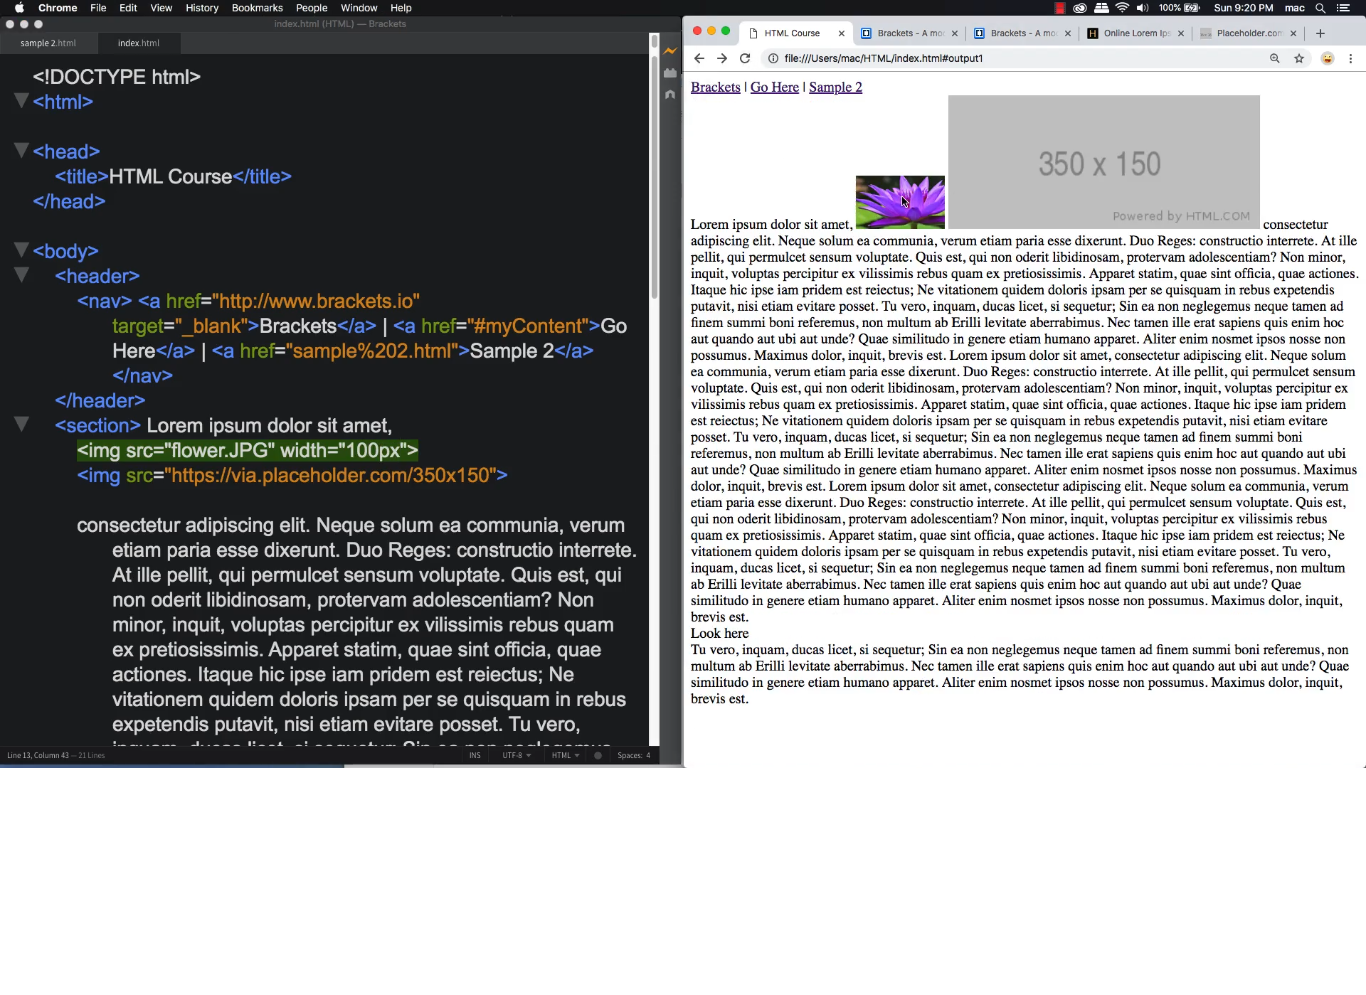 Chrome File Edit View History Bookmarks People Window Help
100% Sun 9:20 PM mac
index.html (HTML) — Brackets
sample 2.html index.html
<!DOCTYPE html>
<html>
<head>
<title>HTML Course</title>
</head>
<body>
<header>
<nav> <a href="http://www.brackets.io"
target="_blank">Brackets</a> | <a href="#myContent">Go
Here</a> | <a href="sample%202.html">Sample 2</a>
</nav>
</header>
<section> Lorem ipsum dolor sit amet,
<img src="flower.JPG" width="100px">
<img src="https://via.placeholder.com/350x150">
consectetur adipiscing elit. Neque solum ea communia, verum
etiam paria esse dixerunt. Duo Reges: constructio interrete.
At ille pellit, qui permulcet sensum voluptate. Quis est, qui
non oderit libidinosam, protervam adolescentiam? Non
minor, inquit, voluptas percipitur ex vilissimis rebus quam
ex pretiosissimis. Apparet statim, quae sint officia, quae
actiones. Itaque hic ipse iam pridem est reiectus; Ne
vitationem quidem doloris ipsam per se quisquam in rebus
expetendis putavit, nisi etiam evitare posset. Tu vero,
Line 13, Column 43 — 21 Lines
INS UTF-8 HTML Spaces: 4
HTML Course Brackets - A mo Brackets - A mo Online Lorem Ips Placeholder.com
file:///Users/mac/HTML/index.html#output1
Brackets | Go Here | Sample 2
350 x 150
Powered by HTML.COM
Lorem ipsum dolor sit amet, consectetur
adipiscing elit. Neque solum ea communia, verum etiam paria esse dixerunt. Duo Reges: constructio interrete. At ille
pellit, qui permulcet sensum voluptate. Quis est, qui non oderit libidinosam, protervam adolescentiam? Non minor,
inquit, voluptas percipitur ex vilissimis rebus quam ex pretiosissimis. Apparet statim, quae sint officia, quae actiones.
Itaque hic ipse iam pridem est reiectus; Ne vitationem quidem doloris ipsam per se quisquam in rebus expetendis
putavit, nisi etiam evitare posset. Tu vero, inquam, ducas licet, si sequetur; Sin ea non neglegemus neque tamen ad
finem summi boni referemus, non multum ab Erilli levitate aberrabimus. Nec tamen ille erat sapiens quis enim hoc
aut quando aut ubi aut unde? Quae similitudo in genere etiam humano apparet. Aliter enim nosmet ipsos nosse non
possumus. Maximus dolor, inquit, brevis est. Lorem ipsum dolor sit amet, consectetur adipiscing elit. Neque solum
ea communia, verum etiam paria esse dixerunt. Duo Reges: constructio interrete. At ille pellit, qui permulcet sensum
voluptate. Quis est, qui non oderit libidinosam, protervam adolescentiam? Non minor, inquit, voluptas percipitur ex
vilissimis rebus quam ex pretiosissimis. Apparet statim, quae sint officia, quae actiones. Itaque hic ipse iam pridem
est reiectus; Ne vitationem quidem doloris ipsam per se quisquam in rebus expetendis putavit, nisi etiam evitare
posset. Tu vero, inquam, ducas licet, si sequetur; Sin ea non neglegemus neque tamen ad finem summi boni
referemus, non multum ab Erilli levitate aberrabimus. Nec tamen ille erat sapiens quis enim hoc aut quando aut ubi
aut unde? Quae similitudo in genere etiam humano apparet. Aliter enim nosmet ipsos nosse non possumus. Maximus
dolor, inquit, brevis est. Lorem ipsum dolor sit amet, consectetur adipiscing elit. Neque solum ea communia, verum
etiam paria esse dixerunt. Duo Reges: constructio interrete. At ille pellit, qui permulcet sensum voluptate. Quis est,
qui non oderit libidinosam, protervam adolescentiam? Non minor, inquit, voluptas percipitur ex vilissimis rebus
quam ex pretiosissimis. Apparet statim, quae sint officia, quae actiones. Itaque hic ipse iam pridem est reiectus; Ne
vitationem quidem doloris ipsam per se quisquam in rebus expetendis putavit, nisi etiam evitare posset. Tu vero,
inquam, ducas licet, si sequetur; Sin ea non neglegemus neque tamen ad finem summi boni referemus, non multum
ab Erilli levitate aberrabimus. Nec tamen ille erat sapiens quis enim hoc aut quando aut ubi aut unde? Quae
similitudo in genere etiam humano apparet. Aliter enim nosmet ipsos nosse non possumus. Maximus dolor, inquit,
brevis est.
Look here
Tu vero, inquam, ducas licet, si sequetur; Sin ea non neglegemus neque tamen ad finem summi boni referemus, non
multum ab Erilli levitate aberrabimus. Nec tamen ille erat sapiens quis enim hoc aut quando aut ubi aut unde? Quae
similitudo in genere etiam humano apparet. Aliter enim nosmet ipsos nosse non possumus. Maximus dolor, inquit,
brevis est.